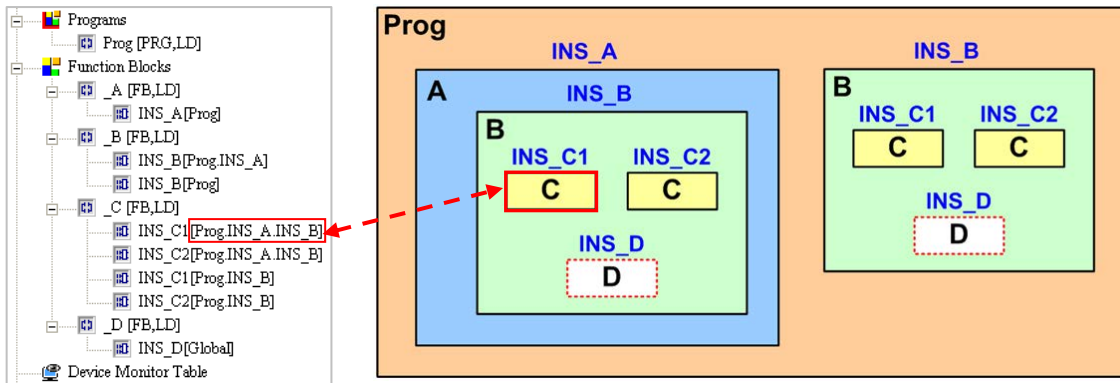 Programs
Prog [PRG,LD]
Function Blocks
_A [FB,LD]
INS_A[Prog]
_B [FB,LD]
INS_B[Prog.INS_A]
INS_B[Prog]
_C [FB,LD]
INS_C1[Prog.INS_A.INS_B]
INS_C2[Prog.INS_A.INS_B]
INS_C1[Prog.INS_B]
INS_C2[Prog.INS_B]
_D [FB,LD]
INS_D[Global]
Device Monitor Table
Prog
INS_A
A
INS_B
B
INS_C1 INS_C2
C C
INS_D
D
INS_B
B
INS_C1 INS_C2
C C
INS_D
D